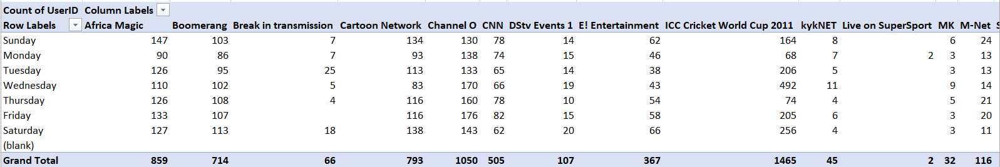 Count of UserID Column Labels
Row Labels Africa Magic Boomerang Break in transmission Cartoon Network Channel O CNN DStv Events 1 E! Entertainment ICC Cricket World Cup 2011 kykNET Live on SuperSport MK M-Net
Sunday 147 103 7 134 130 78 14 62 164 8 6 24
Monday 90 86 7 93 138 74 15 46 68 7 2 3 13
Tuesday 126 95 25 113 133 65 14 38 206 5 3 13
Wednesday 110 102 5 83 170 66 19 43 492 11 9 14
Thursday 126 108 4 116 160 78 10 54 74 4 5 21
Friday 133 107 116 176 82 15 58 205 6 3 20
Saturday 127 113 18 138 143 62 20 66 256 4 3 11
(blank)
Grand Total 859 714 66 793 1050 505 107 367 1465 45 2 32 116